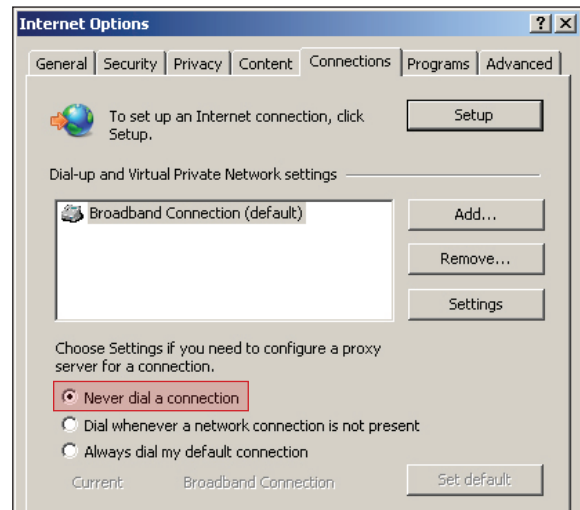 Internet Options
General Security Privacy Content Connections Programs Advanced
To set up an Internet connection, click
Setup.
Setup
Dial-up and Virtual Private Network settings
Broadband Connection (default)
Add...
Remove...
Settings
Choose Settings if you need to configure a proxy
server for a connection.
Never dial a connection
Dial whenever a network connection is not present
Always dial my default connection
Current Broadband Connection Set default